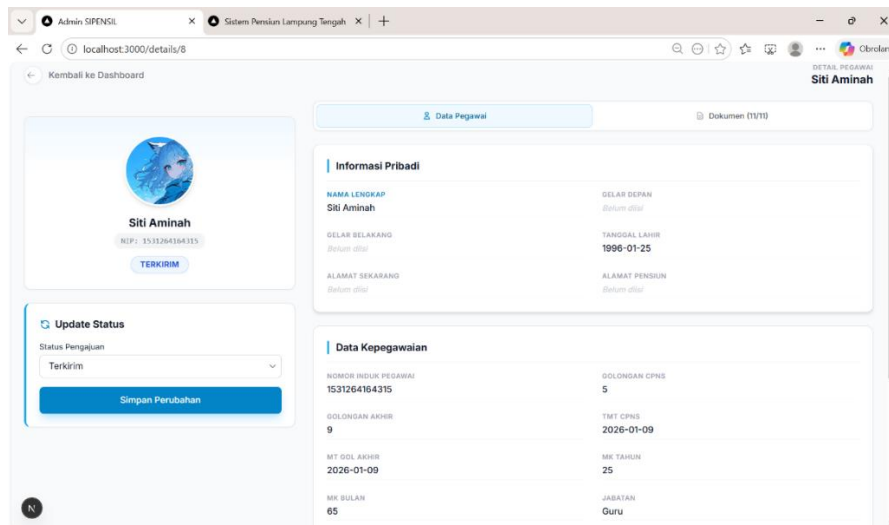 Admin SIPENSIL
Sistem Pensiun Lampung Tengah
localhost:3000/details/8
Obrolan
Kembali ke Dashboard
DETAIL PEGAWAI
Siti Aminah
Data Pegawai
Dokumen (11/11)
Siti Aminah
NIP: 1531264164315
TERKIRIM
Update Status
Status Pengajuan
Terkirim
Simpan Perubahan
Informasi Pribadi
NAMA LENGKAP
Siti Aminah
GELAR DEPAN
Belum diisi
GELAR BELAKANG
Belum diisi
TANGGAL LAHIR
1996-01-25
ALAMAT SEKARANG
Belum diisi
ALAMAT PENSIUN
Belum diisi
Data Kepegawaian
NOMOR INDUK PEGAWAI
1531264164315
GOLONGAN CPNS
5
GOLONGAN AKHIR
9
TMT CPNS
2026-01-09
MT GOL AKHIR
2026-01-09
MK TAHUN
25
MK BULAN
65
JABATAN
Guru
N